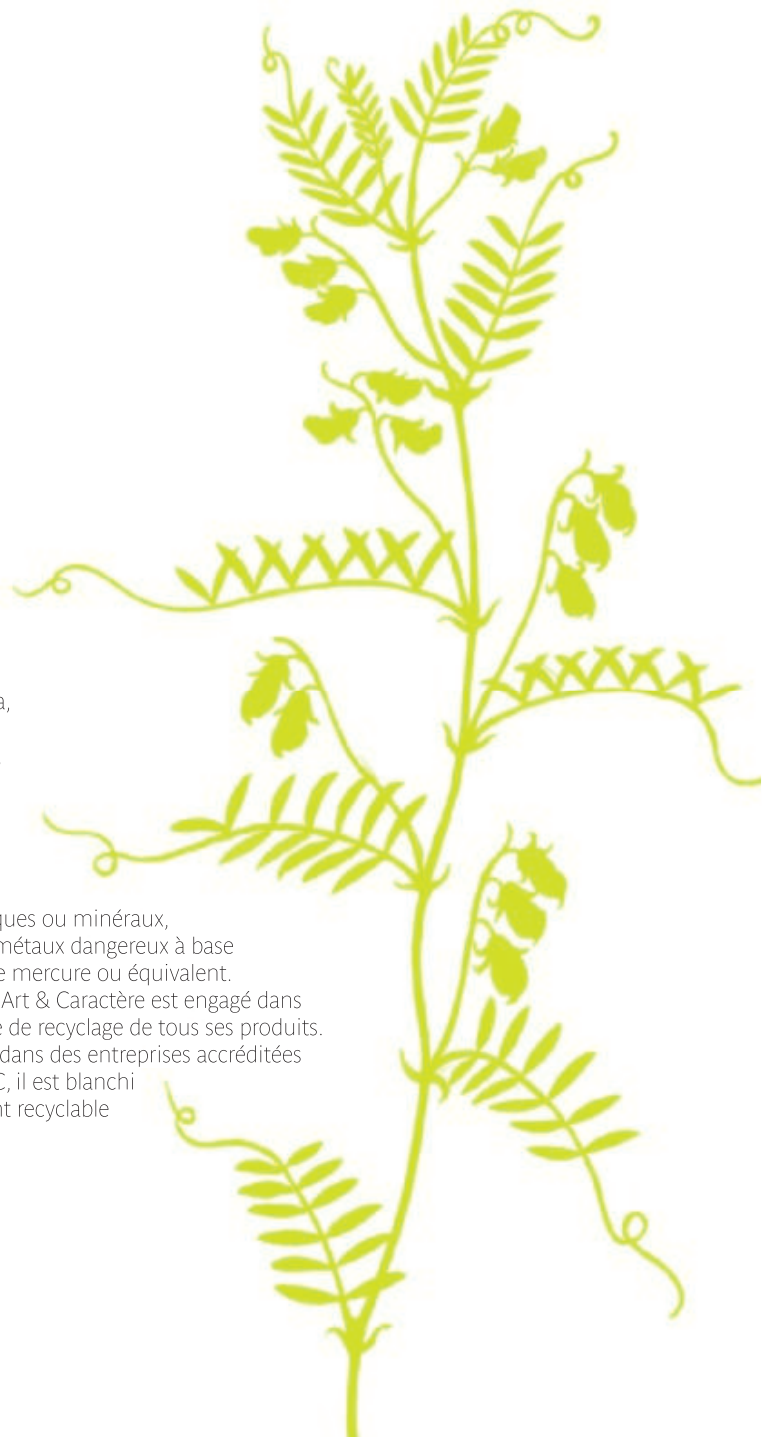 a,
ques ou minéraux,
métaux dangereux à base
e mercure ou équivalent.
Art & Caractère est engagé dans
e de recyclage de tous ses produits.
dans des entreprises accréditées
C, il est blanchi
nt recyclable